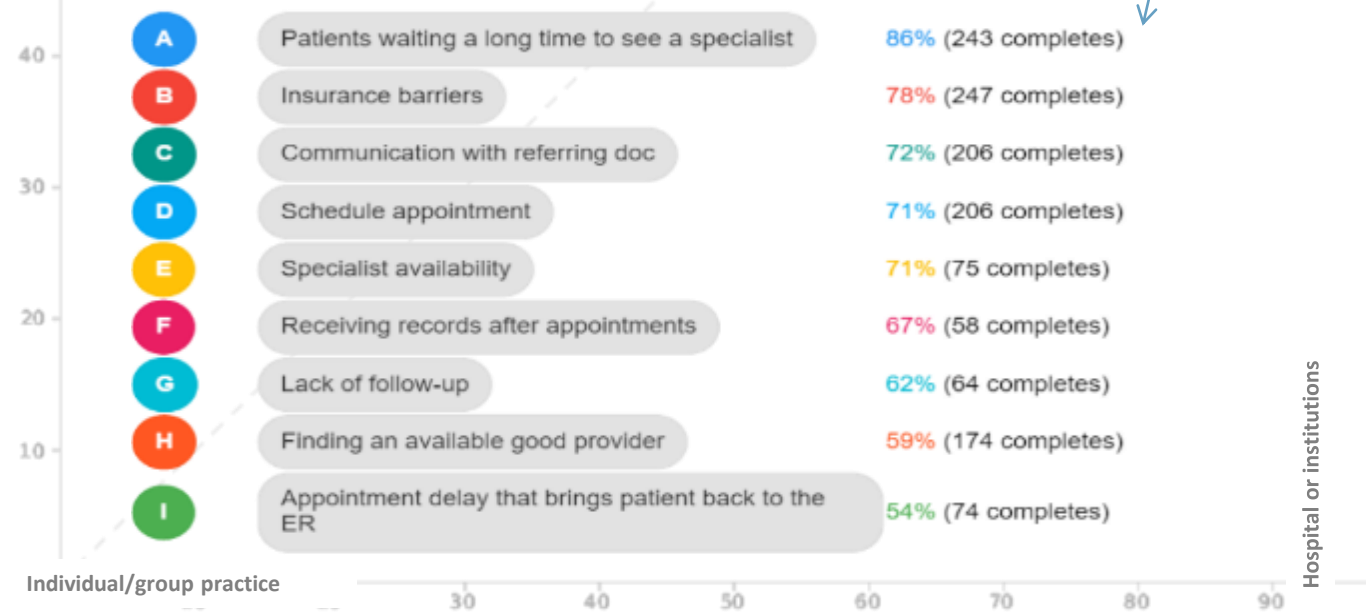 A Patients waiting a long time to see a specialist 86% (243 completes)
40
B Insurance barriers 78% (247 completes)
C Communication with referring doc 72% (206 completes)
30
D Schedule appointment 71% (206 completes)
E Specialist availability 71% (75 completes)
20
F Receiving records after appointments 67% (58 completes)
G Lack of follow-up 62% (64 completes)
10
H Finding an available good provider 59% (174 completes)
I Appointment delay that brings patient back to the
ER 54% (74 completes)
Hospital or institutions
Individual/group practice
30 40 50 60 70 80 90